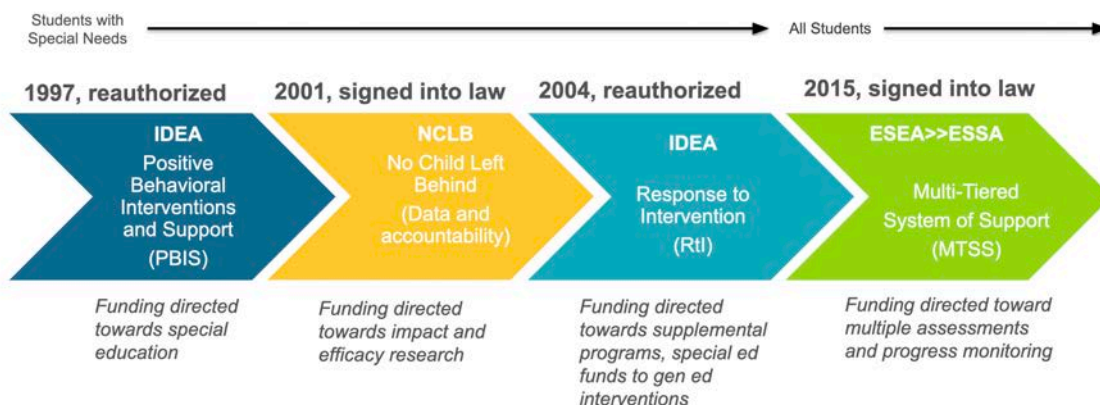 Students with
Special Needs
All Students
1997, reauthorized
2001, signed into law
2004, reauthorized
2015, signed into law
IDEA
Positive
Behavioral
Interventions
and Support
(PBIS)
NCLB
No Child Left
Behind
(Data and
accountability)
IDEA
Response to
Intervention
(RtI)
ESEA>>ESSA
Multi-Tiered
System of Support
(MTSS)
Funding directed
towards special
education
Funding directed
towards impact and
efficacy research
Funding directed
towards supplemental
programs, special ed
funds to gen ed
interventions
Funding directed toward
multiple assessments
and progress monitoring